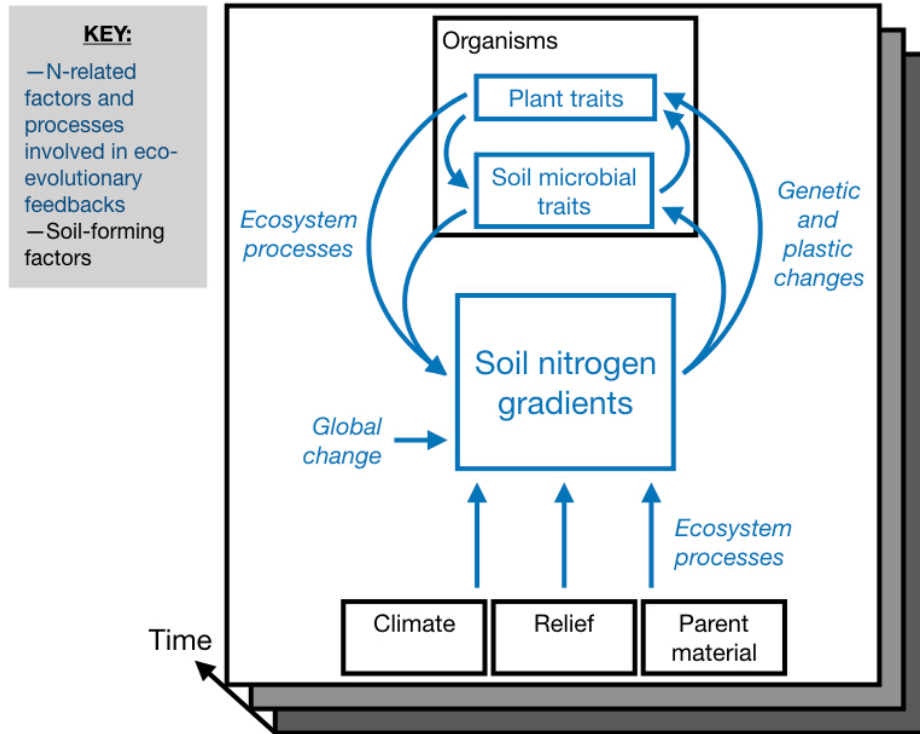 KEY:
—N-related
factors and
processes
involved in eco-
evolutionary
feedbacks
—Soil-forming
factors
Organisms
Plant traits
Soil microbial
traits
Ecosystem
processes
Genetic
and
plastic
changes
Soil nitrogen
gradients
Global
change
Ecosystem
processes
Climate
Relief
Parent
material
Time